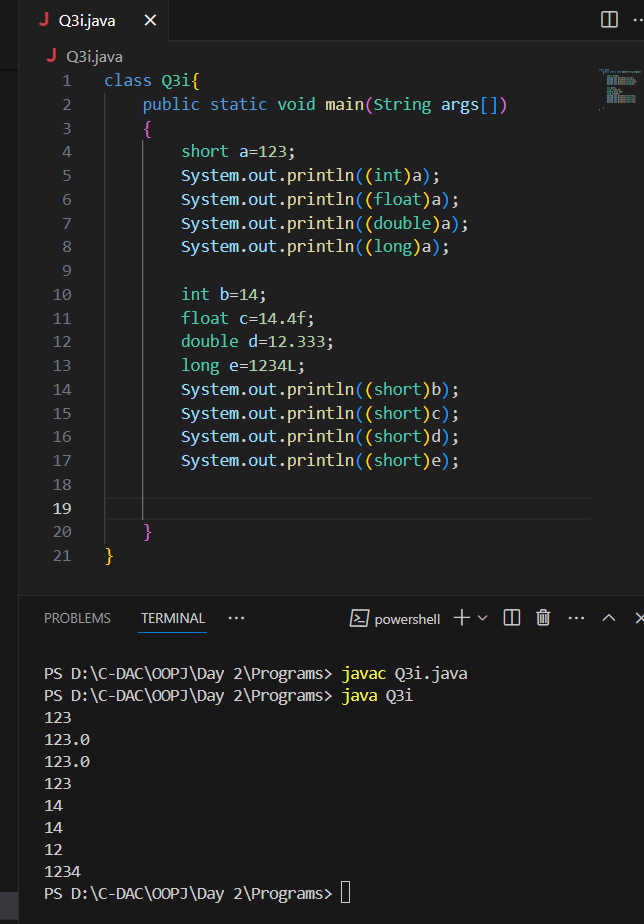 J Q3i.java ×
J Q3i.java
1 class Q3i{
2     public static void main(String args[])
3     {
4         short a=123;
5         System.out.println((int)a);
6         System.out.println((float)a);
7         System.out.println((double)a);
8         System.out.println((long)a);
9
10         int b=14;
11         float c=14.4f;
12         double d=12.333;
13         long e=1234L;
14         System.out.println((short)b);
15         System.out.println((short)c);
16         System.out.println((short)d);
17         System.out.println((short)e);
18
19
20     }
21 }
PROBLEMS TERMINAL ··· powershell
PS D:\C-DAC\OOPJ\Day 2\Programs> javac Q3i.java
PS D:\C-DAC\OOPJ\Day 2\Programs> java Q3i
123
123.0
123.0
123
14
14
12
1234
PS D:\C-DAC\OOPJ\Day 2\Programs>